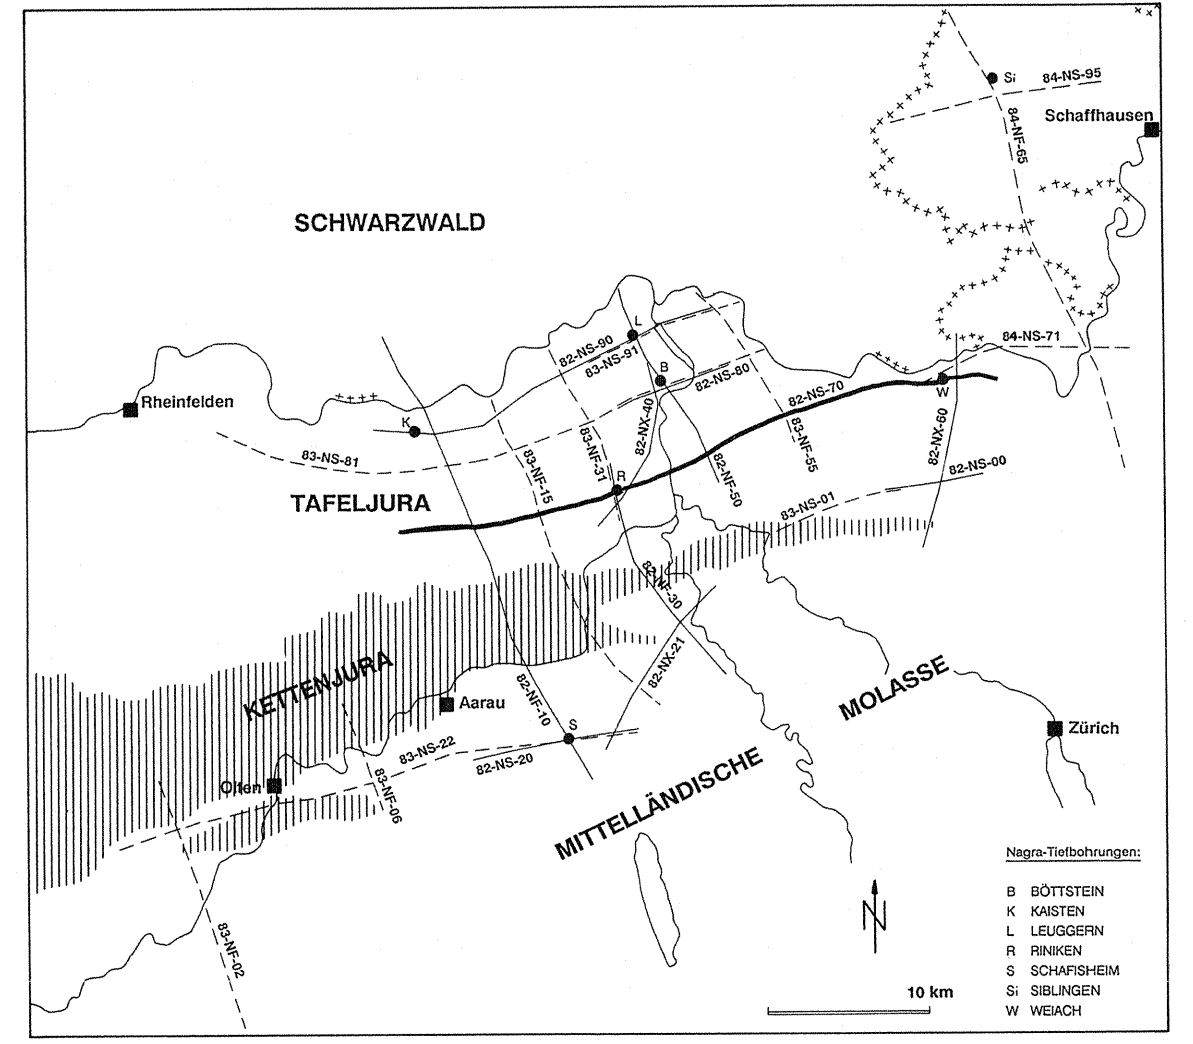 Si
84-NS-95
Schaffhausen
84-NF-65
SCHWARZWALD
L
82-NS-90
83-NS-91
84-NS-71
B
82-NS-80
Rheinfelden
82-NS-70
W
K
82-NX-40
83-NF-55
82-NX-60
83-NS-81
83-NF-15
83-NF-31
R
82-NF-50
82-NS-00
TAFELJURA
83-NS-01
82-NF-30
82-NX-21
KETTENJURA
MOLASSE
Aarau
82-NF-10
S
Zürich
83-NS-22
82-NS-20
Olten
83-NF-06
MITTELLÄNDISCHE
83-NF-02
N
10 km
Nagra-Tiefbohrungen:
B BÖTTSTEIN
K KAISTEN
L LEUGGERN
R RINIKEN
S SCHAFISHEIM
Si SIBLINGEN
W WEIACH